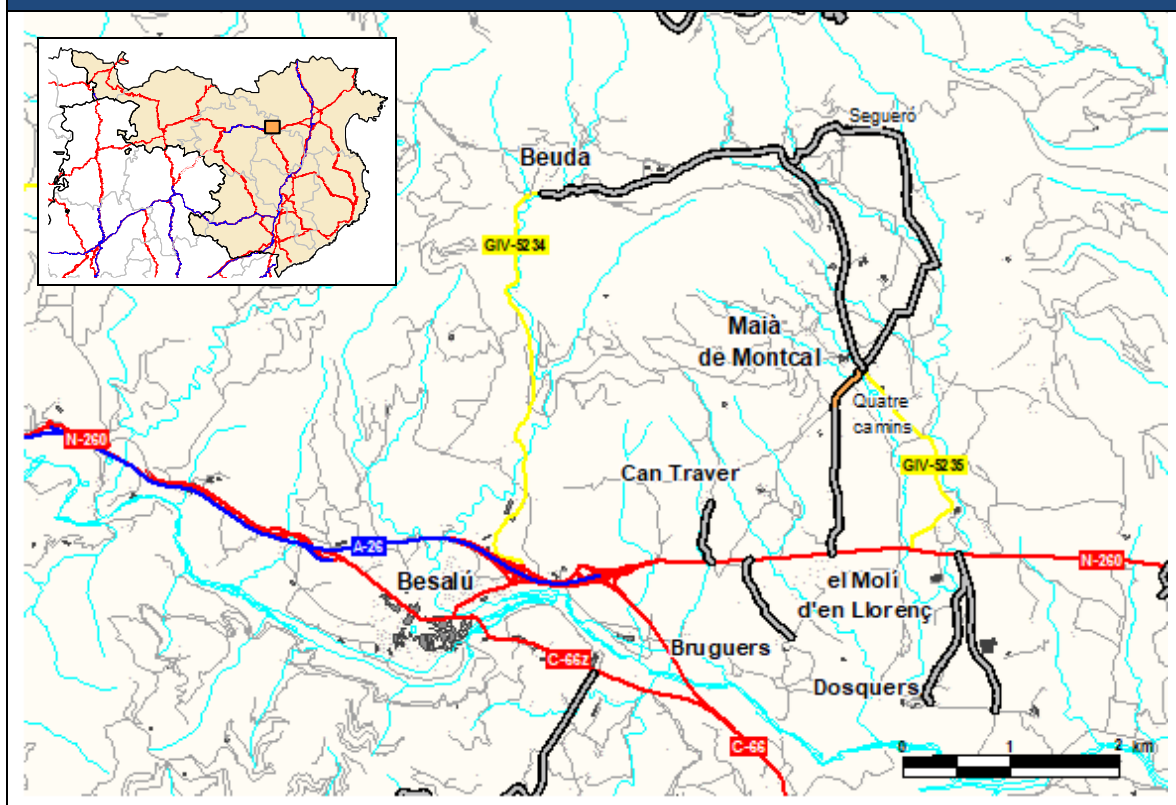 Segueró
Beuda
GIV-5234
Maià
de Montcal
Quatre
camins
N-260
Can Traver
GIV-5235
A-26
N-260
Besalú
el Molí
d'en Llorenç
Bruguers
C-66z
Dosquers
C-66
0 1 2 km